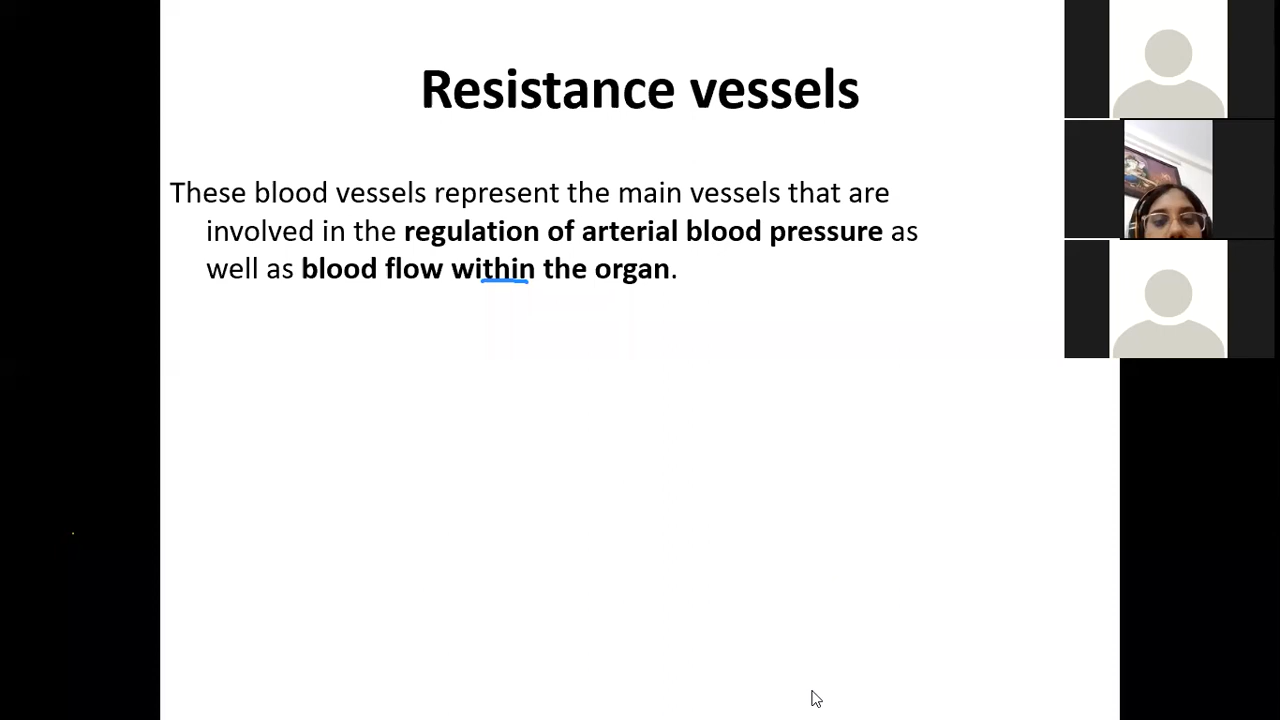 Resistance vessels
These blood vessels represent the main vessels that are
involved in the regulation of arterial blood pressure as
well as blood flow within the organ.